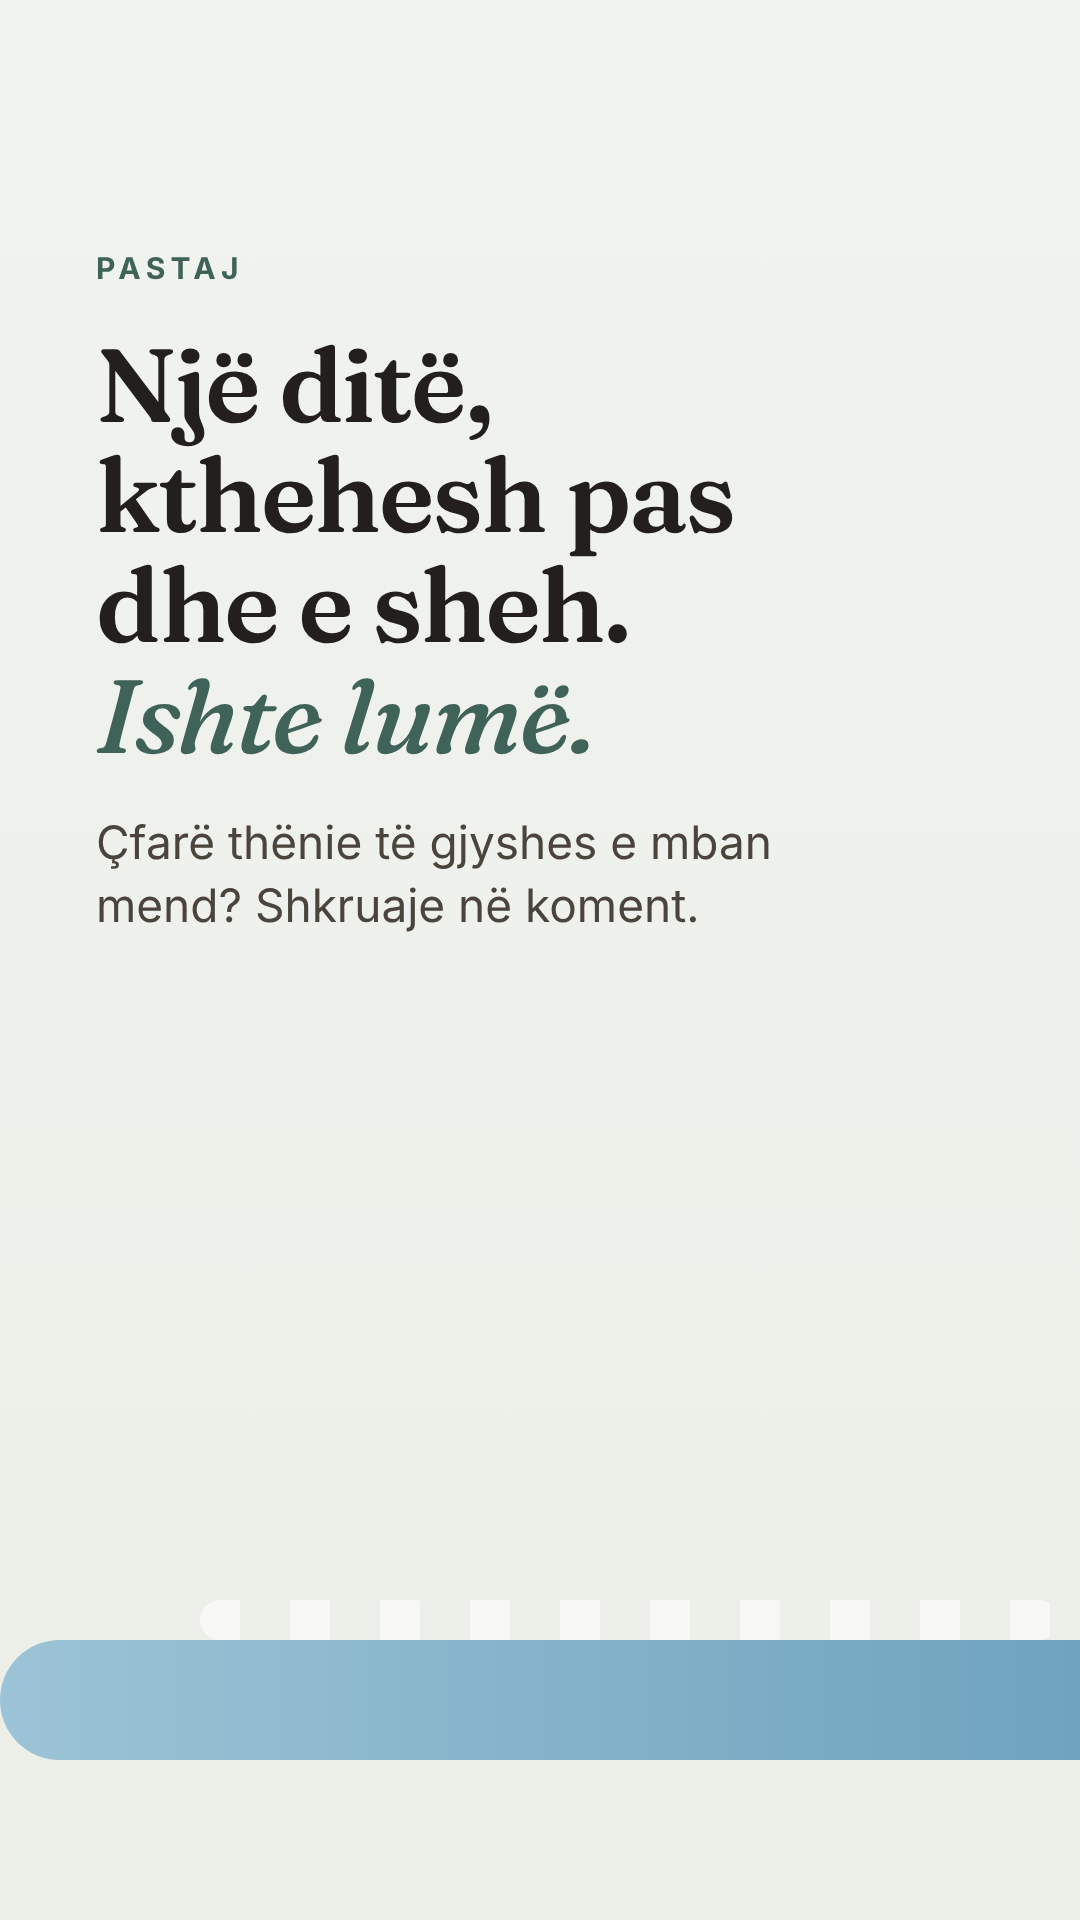 PASTAJ
Një ditë,
kthehesh pas
dhe e sheh.
Ishte lumë.
Çfarë thënie të gjyshes e mban
mend? Shkruaje në koment.